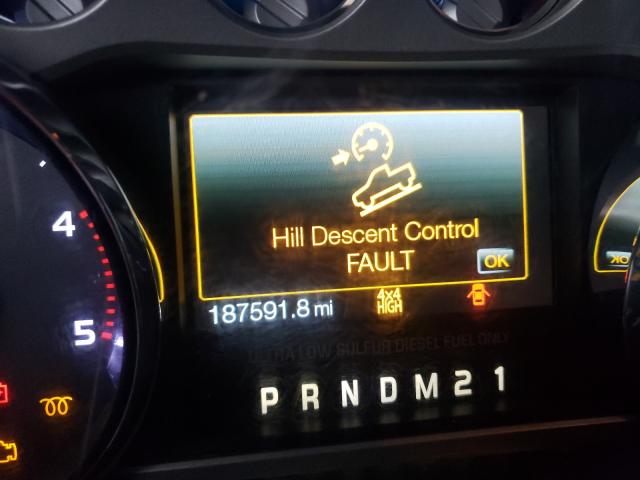 4
5
Hill Descent Control
FAULT
OK
OK
187591.8 mi
4x4
HIGH
ULTRA LOW SULFUR DIESEL FUEL ONLY
P R N D M 2 1